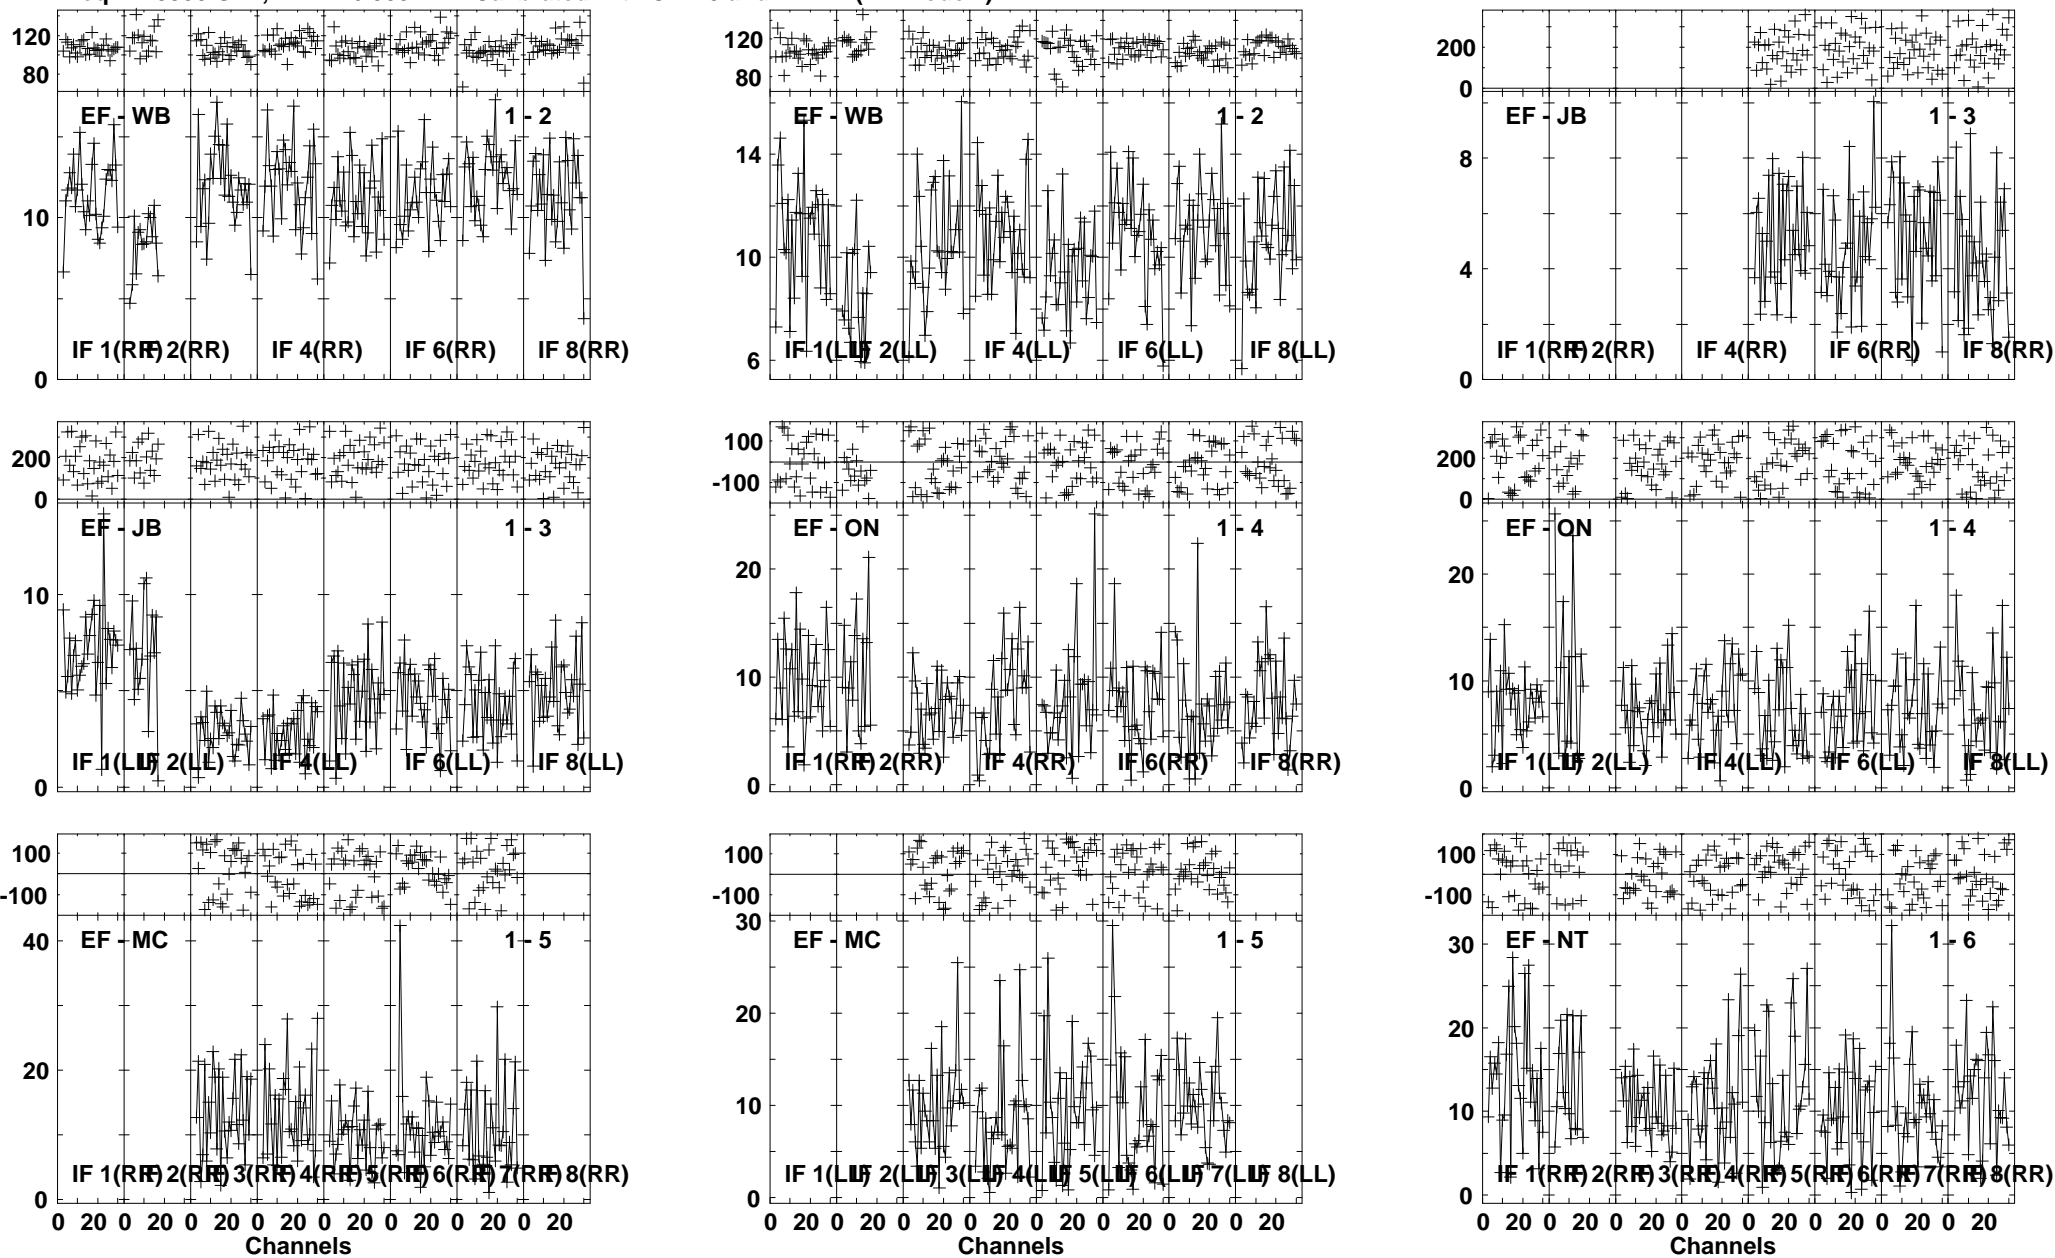 120
80
EF - WB 1 - 2
10
0
IF 1(RR) IF 2(RR) IF 4(RR) IF 6(RR) IF 8(RR)
120
80
EF - WB 1 - 2
14
10
6
IF 1(LL) IF 2(LL) IF 4(LL) IF 6(LL) IF 8(LL)
200
0
EF - JB 1 - 3
8
4
0
IF 1(RR) IF 2(RR) IF 4(RR) IF 6(RR) IF 8(RR)
200
0
EF - JB 1 - 3
10
0
IF 1(LL) IF 2(LL) IF 4(LL) IF 6(LL) IF 8(LL)
100
-100
EF - ON 1 - 4
20
10
0
IF 1(RR) IF 2(RR) IF 4(RR) IF 6(RR) IF 8(RR)
200
0
EF - ON 1 - 4
20
10
0
IF 1(LL) IF 2(LL) IF 4(LL) IF 6(LL) IF 8(LL)
100
-100
EF - MC 1 - 5
40
20
0
IF 1(RR) IF 2(RR) IF 3(RR) IF 4(RR) IF 5(RR) IF 6(RR) IF 7(RR) IF 8(RR)
0 20 0 20 0 20 0 20 0 20 0 20 0 20 0 20
Channels
100
-100
EF - MC 1 - 5
30
20
10
0
IF 1(LL) IF 2(LL) IF 3(LL) IF 4(LL) IF 5(LL) IF 6(LL) IF 7(LL) IF 8(LL)
0 20 0 20 0 20 0 20 0 20 0 20 0 20 0 20
Channels
100
-100
EF - NT 1 - 6
30
20
10
0
IF 1(RR) IF 2(RR) IF 3(RR) IF 4(RR) IF 5(RR) IF 6(RR) IF 7(RR) IF 8(RR)
0 20 0 20 0 20 0 20 0 20 0 20 0 20 0 20
Channels